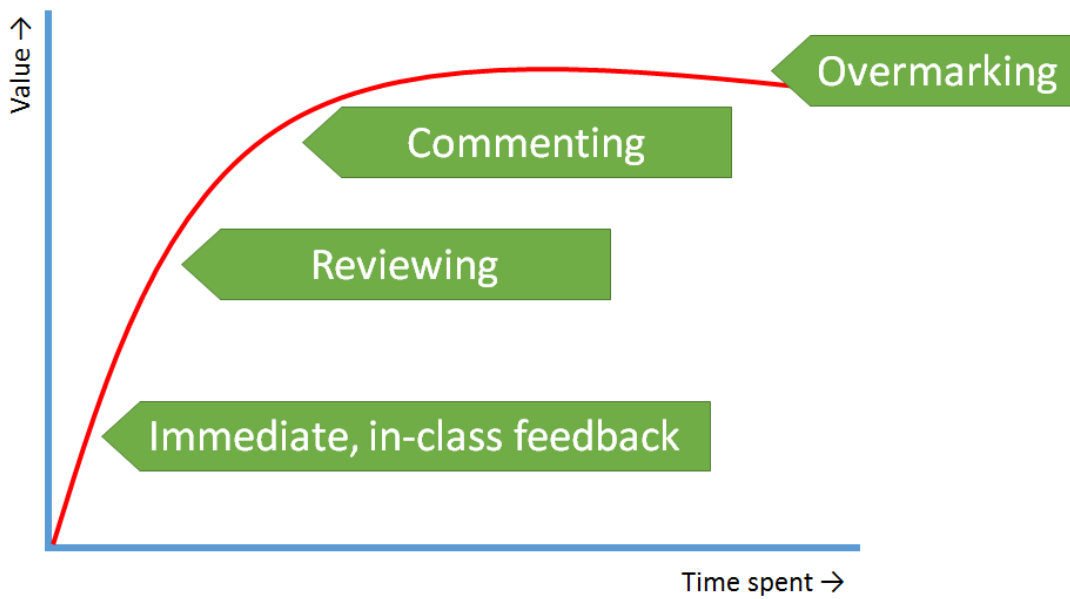 Value →
Overmarking
Commenting
Reviewing
Immediate, in-class feedback
Time spent →